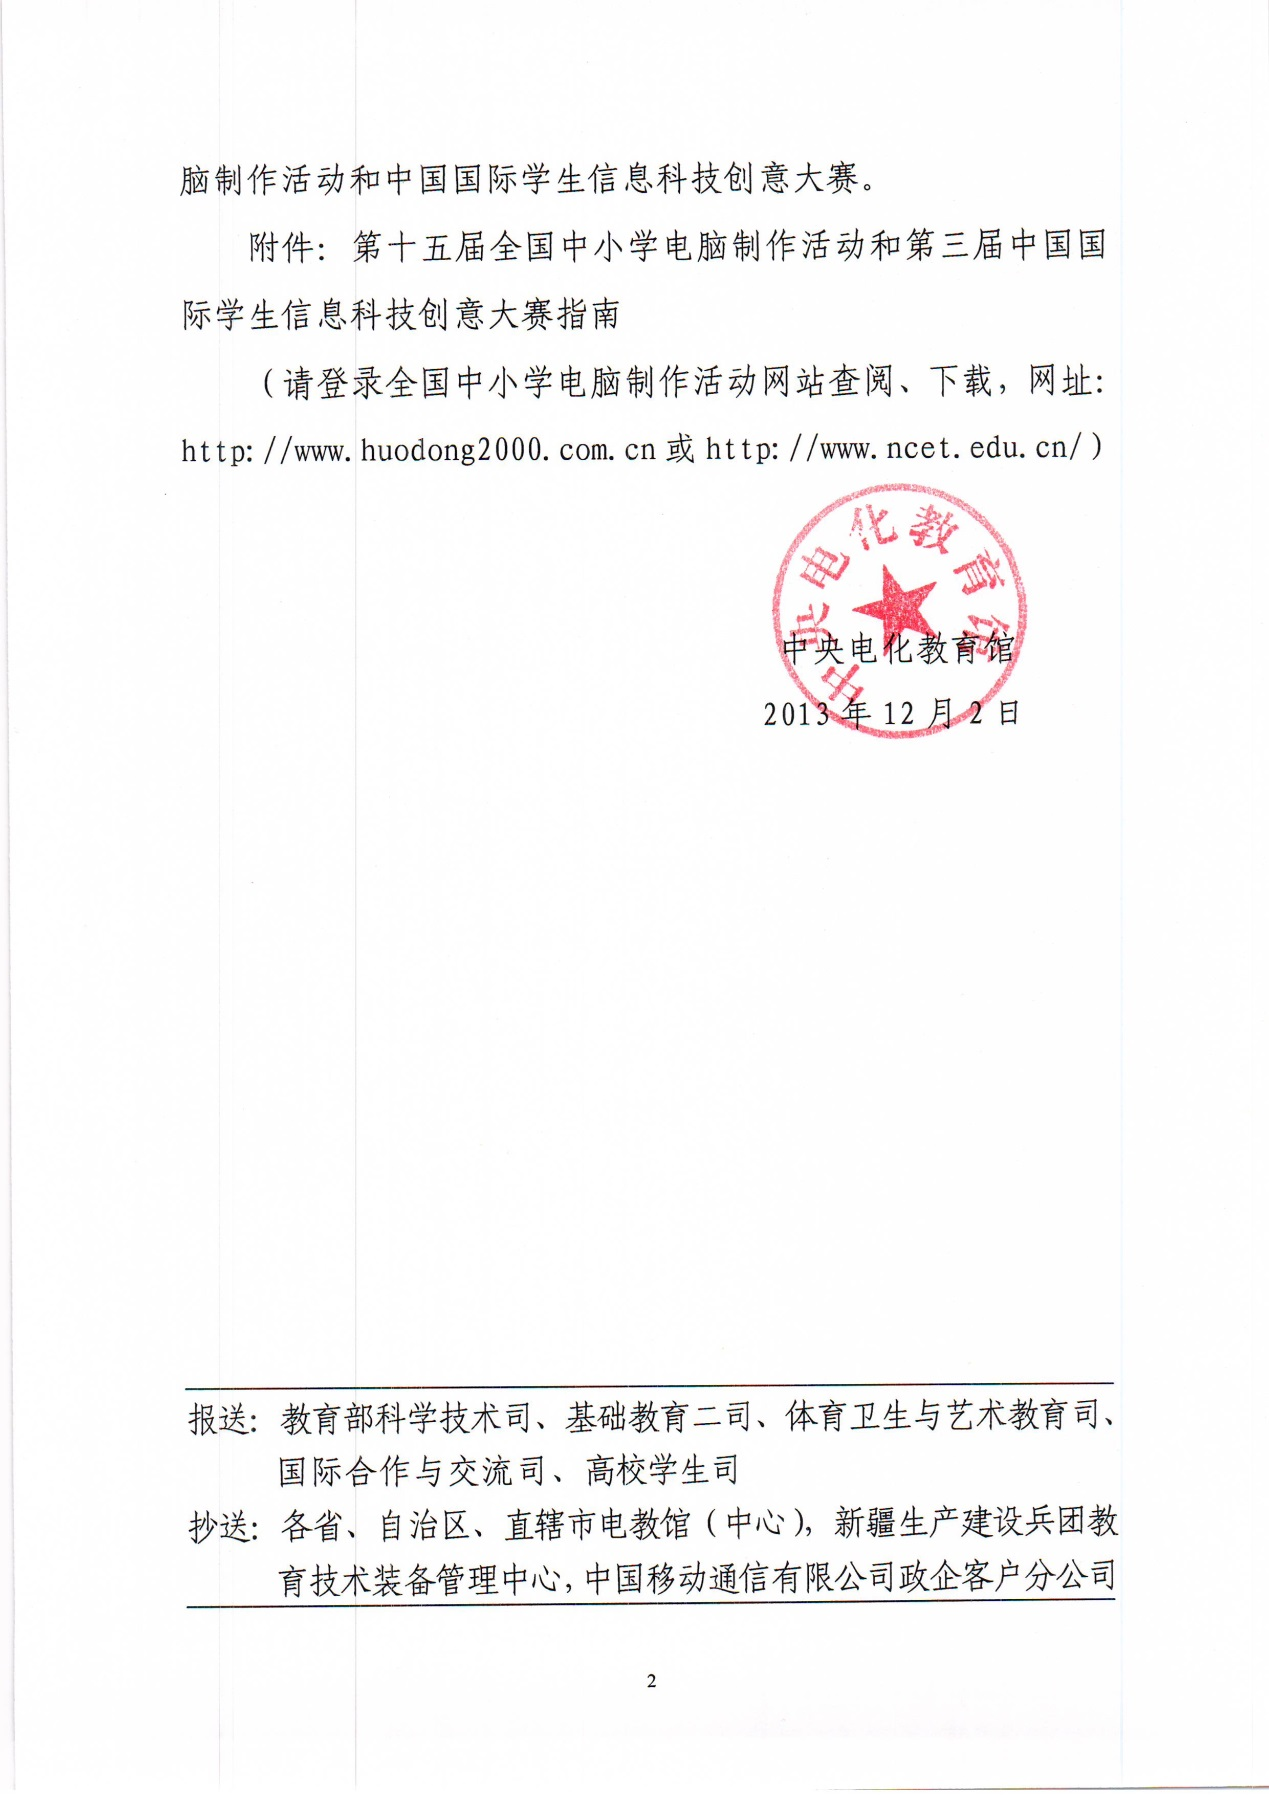 脑制作活动和中国国际学生信息科技创意大赛。
附件：第十五届全国中小学电脑制作活动和第三届中国国
际学生信息科技创意大赛指南
（请登录全国中小学电脑制作活动网站查阅、下载，网址：
http://www.huodong2000.com.cn或http://www.ncet.edu.cn/）
中央电化教育馆
中央电化教育馆
2013年12月2日
报送：教育部科学技术司、基础教育二司、体育卫生与艺术教育司、
国际合作与交流司、高校学生司
抄送：各省、自治区、直辖市电教馆（中心），新疆生产建设兵团教
育技术装备管理中心，中国移动通信有限公司政企客户分公司
2